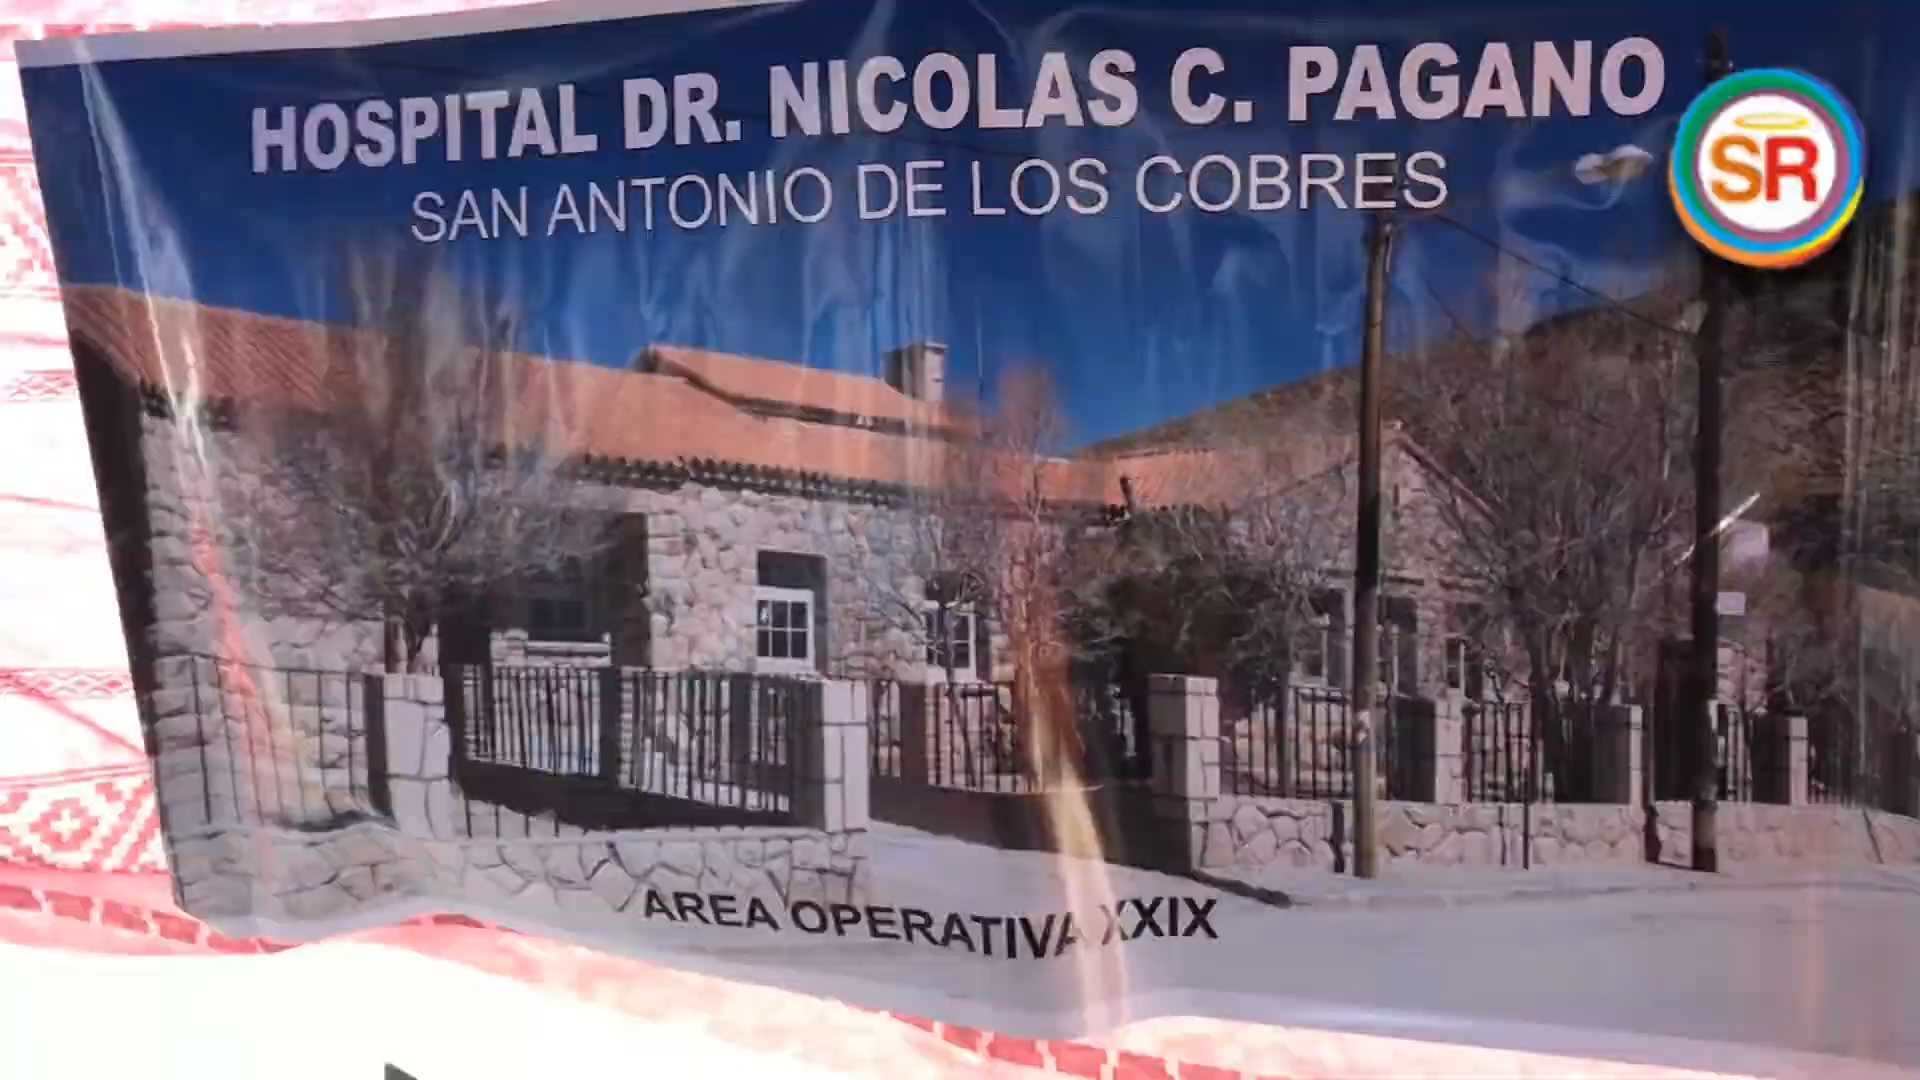 HOSPITAL DR. NICOLAS C. PAGANO
SAN ANTONIO DE LOS COBRES
SR
AREA OPERATIVA XXIX